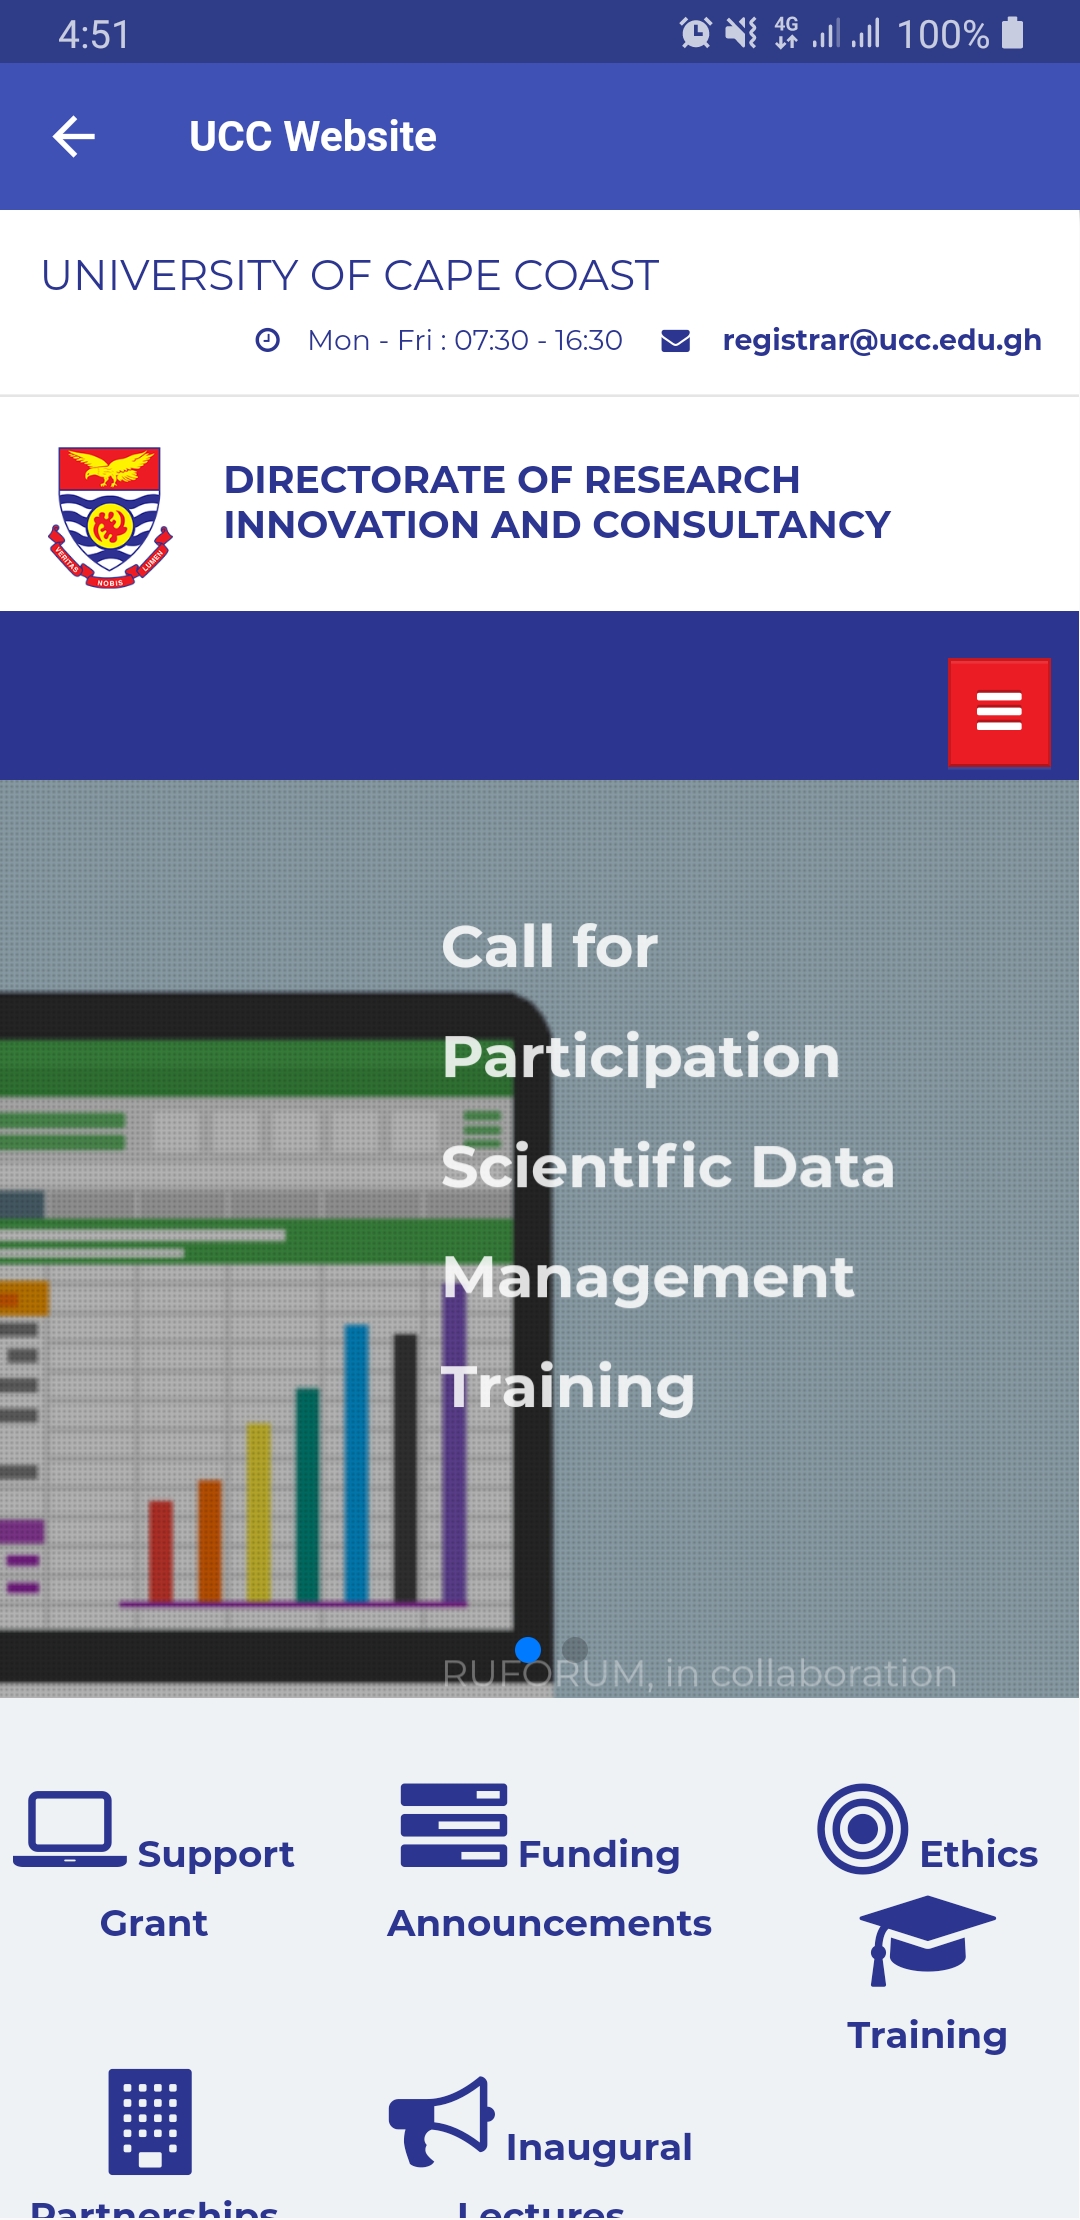 4:51
4G
100%
UCC Website
UNIVERSITY OF CAPE COAST
Mon - Fri : 07:30 - 16:30 registrar@ucc.edu.gh
DIRECTORATE OF RESEARCH
INNOVATION AND CONSULTANCY
VERITAS
NOBIS
LUMEN
Call for
Participation
Scientific Data
Management
Training
RUFORUM, in collaboration
Support
Grant
Funding
Announcements
Ethics
Training
Partnerships
Inaugural
Lectures